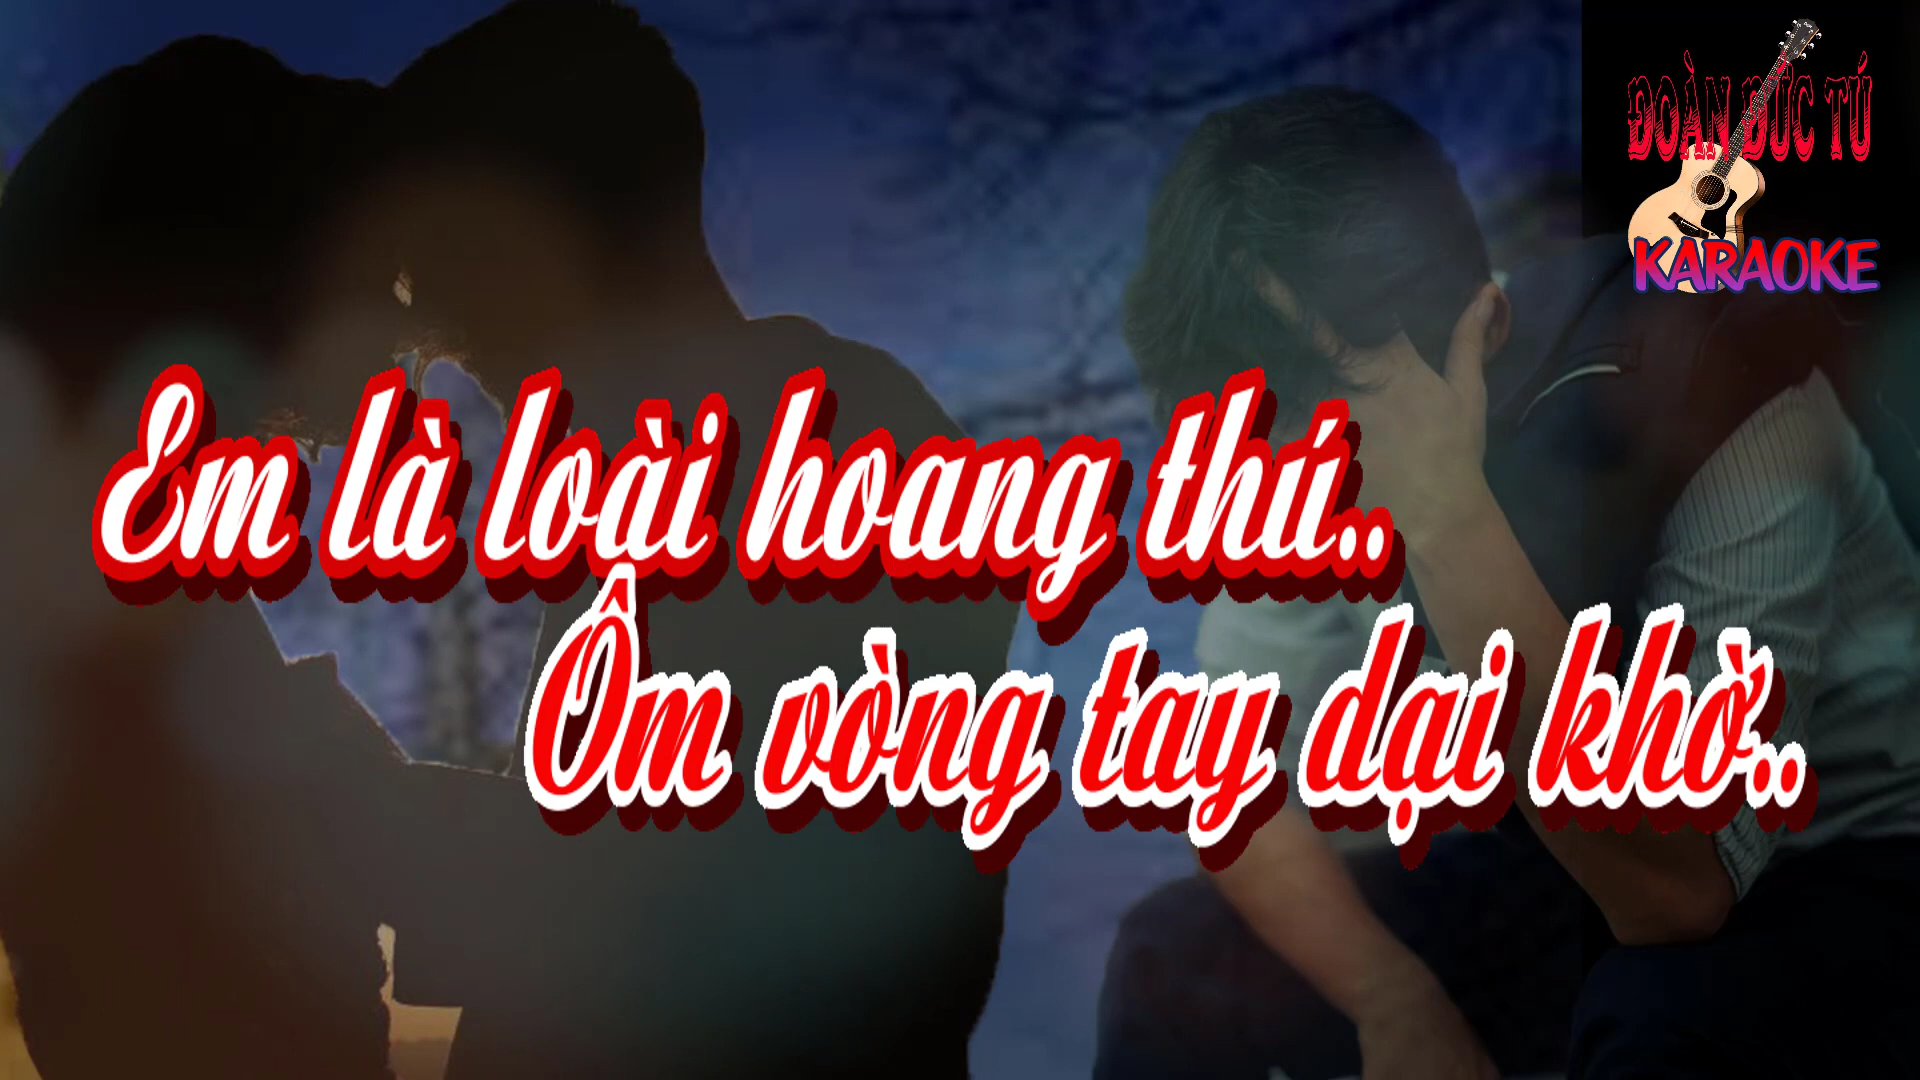 ĐOÀN ĐỨC TÚ
KARAOKE
Em là loài hoang thú..
Ôm vòng tay dại khờ..